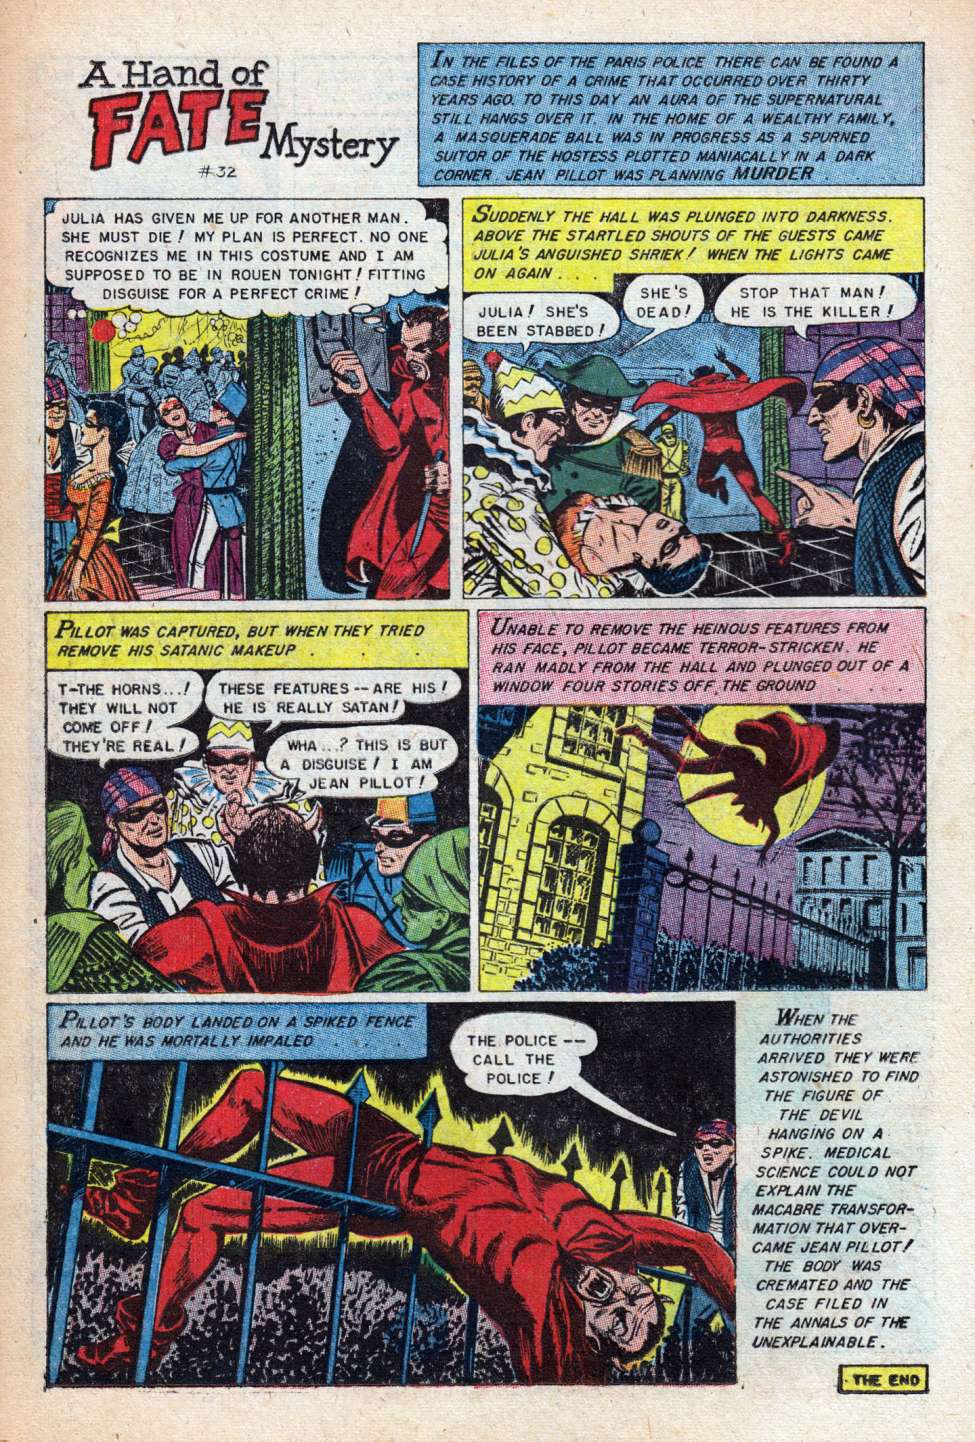 A Hand of
FATE
Mystery
#32
IN THE FILES OF THE PARIS POLICE THERE CAN BE FOUND A
CASE HISTORY OF A CRIME THAT OCCURRED OVER THIRTY
YEARS AGO. TO THIS DAY AN AURA OF THE SUPERNATURAL
STILL HANGS OVER IT. IN THE HOME OF A WEALTHY FAMILY,
A MASQUERADE BALL WAS IN PROGRESS AS A SPURNED
SUITOR OF THE HOSTESS PLOTTED MANIACALLY IN A DARK
CORNER. JEAN PILLOT WAS PLANNING MURDER . . . .
JULIA HAS GIVEN ME UP FOR ANOTHER MAN.
SHE MUST DIE! MY PLAN IS PERFECT. NO ONE
RECOGNIZES ME IN THIS COSTUME AND I AM
SUPPOSED TO BE IN ROUEN TONIGHT! FITTING
DISGUISE FOR A PERFECT CRIME!
SUDDENLY THE HALL WAS PLUNGED INTO DARKNESS.
ABOVE THE STARTLED SHOUTS OF THE GUESTS CAME
JULIA'S ANGUISHED SHRIEK! WHEN THE LIGHTS CAME
ON AGAIN . . . .
JULIA! SHE'S
BEEN STABBED!
SHE'S
DEAD!
STOP THAT MAN!
HE IS THE KILLER!
PILLOT WAS CAPTURED, BUT WHEN THEY TRIED
REMOVE HIS SATANIC MAKEUP . . . .
T-THE HORNS...!
THEY WILL NOT
COME OFF!
THEY'RE REAL!
THESE FEATURES -- ARE HIS!
HE IS REALLY SATAN!
WHA...? THIS IS BUT
A DISGUISE! I AM
JEAN PILLOT!
UNABLE TO REMOVE THE HEINOUS FEATURES FROM
HIS FACE, PILLOT BECAME TERROR-STRICKEN. HE
RAN MADLY FROM THE HALL AND PLUNGED OUT OF A
WINDOW FOUR STORIES OFF THE GROUND . . . .
PILLOT'S BODY LANDED ON A SPIKED FENCE
AND HE WAS MORTALLY IMPALED . . . .
THE POLICE --
CALL THE
POLICE!
WHEN THE
AUTHORITIES
ARRIVED THEY WERE
ASTONISHED TO FIND
THE FIGURE OF
THE DEVIL
HANGING ON A
SPIKE. MEDICAL
SCIENCE COULD NOT
EXPLAIN THE
MACABRE TRANSFOR-
MATION THAT OVER-
CAME JEAN PILLOT!
THE BODY WAS
CREMATED AND THE
CASE FILED IN
THE ANNALS OF THE
UNEXPLAINABLE.
THE END